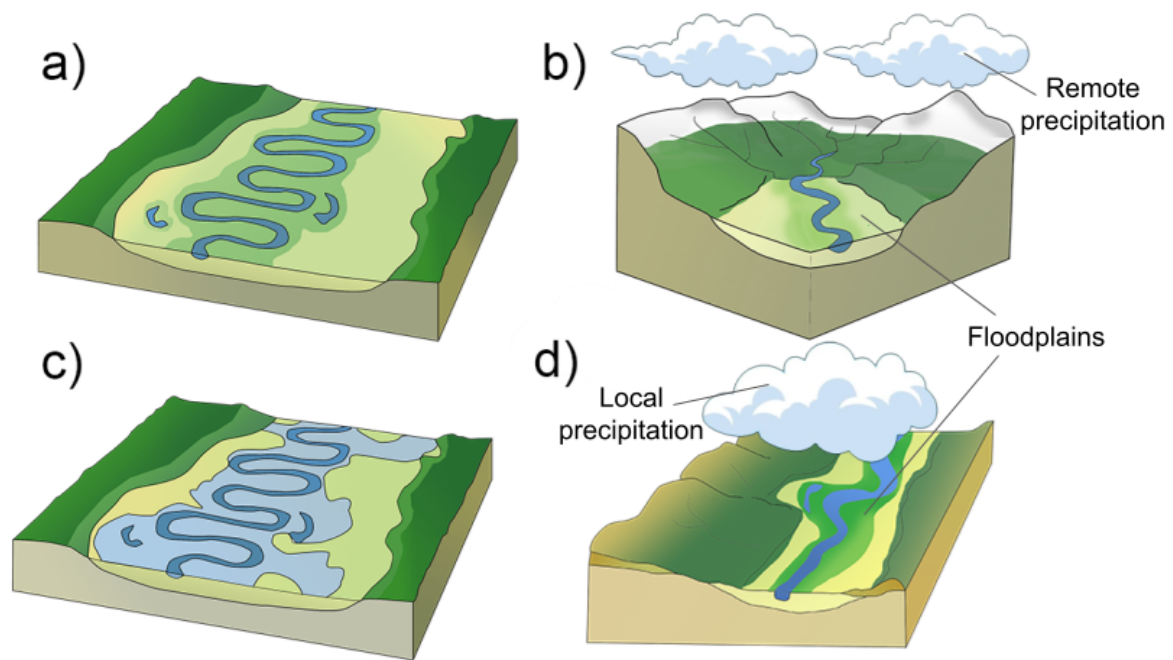 a)
b)
Remote
precipitation
Floodplains
c)
d)
Local
precipitation